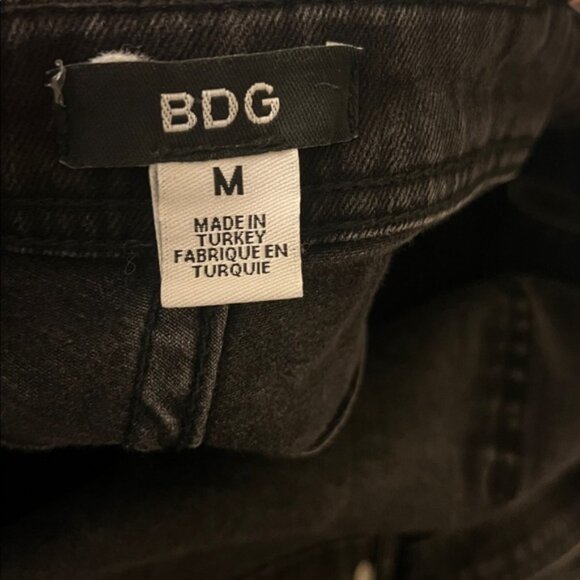 BDG
M
MADE IN
TURKEY
FABRIQUE EN
TURQUIE